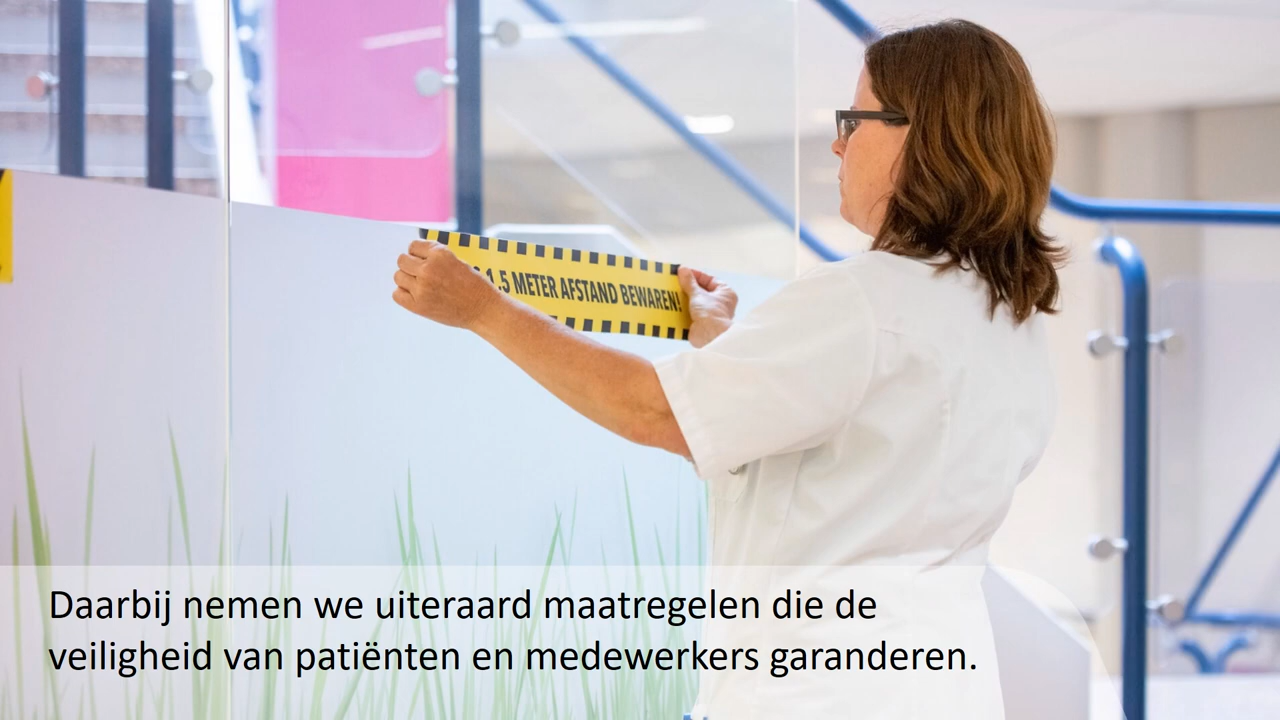 1,5 METER AFSTAND BEWAREN!
Daarbij nemen we uiteraard maatregelen die de
veiligheid van patiënten en medewerkers garanderen.